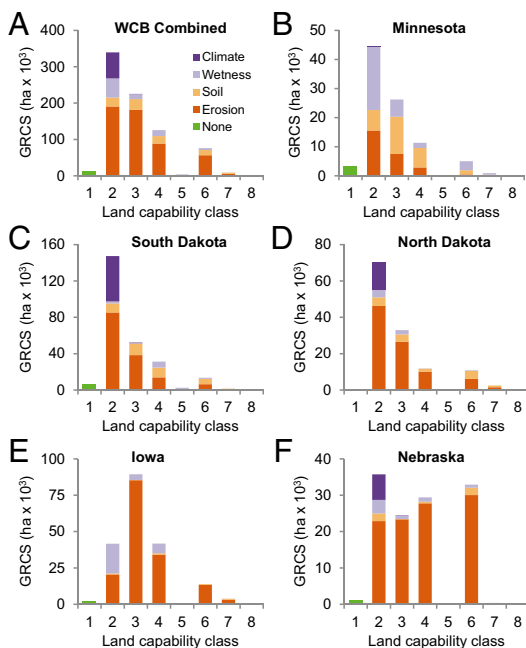 A
WCB Combined
GRCS (ha x 10³)
400
300
200
100
0
Climate
Wetness
Soil
Erosion
None
1 2 3 4 5 6 7 8
Land capability class
B
Minnesota
GRCS (ha x 10³)
50
40
30
20
10
0
1 2 3 4 5 6 7 8
Land capability class
C
South Dakota
GRCS (ha x 10³)
160
120
80
40
0
1 2 3 4 5 6 7 8
Land capability class
D
North Dakota
GRCS (ha x 10³)
80
60
40
20
0
1 2 3 4 5 6 7 8
Land capability class
E
Iowa
GRCS (ha x 10³)
100
75
50
25
0
1 2 3 4 5 6 7 8
Land capability class
F
Nebraska
GRCS (ha x 10³)
40
30
20
10
0
1 2 3 4 5 6 7 8
Land capability class